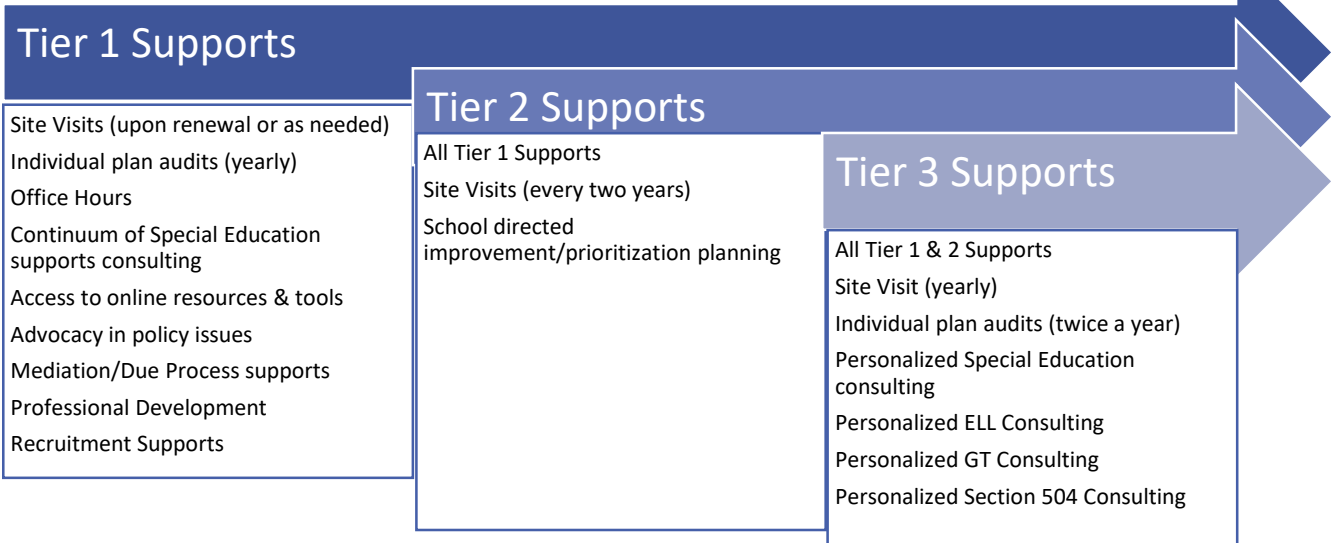 Tier 1 Supports
Site Visits (upon renewal or as needed)
Individual plan audits (yearly)
Office Hours
Continuum of Special Education
supports consulting
Access to online resources & tools
Advocacy in policy issues
Mediation/Due Process supports
Professional Development
Recruitment Supports
Tier 2 Supports
All Tier 1 Supports
Site Visits (every two years)
School directed
improvement/prioritization planning
Tier 3 Supports
All Tier 1 & 2 Supports
Site Visit (yearly)
Individual plan audits (twice a year)
Personalized Special Education
consulting
Personalized ELL Consulting
Personalized GT Consulting
Personalized Section 504 Consulting